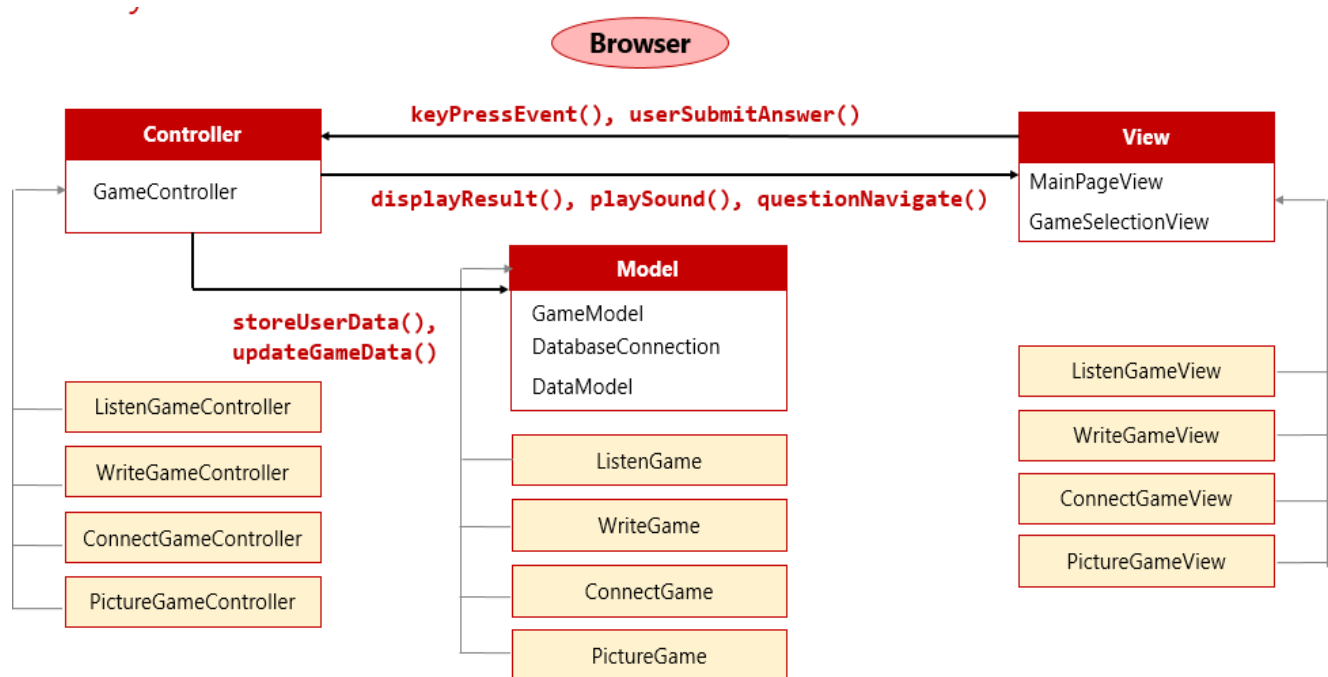 Browser
keyPressEvent(), userSubmitAnswer()
Controller
GameController
View
MainPageView
GameSelectionView
displayResult(), playSound(), questionNavigate()
Model
GameModel
DatabaseConnection
DataModel
storeUserData(),
updateGameData()
ListenGameController
WriteGameController
ConnectGameController
PictureGameController
ListenGame
WriteGame
ConnectGame
PictureGame
ListenGameView
WriteGameView
ConnectGameView
PictureGameView